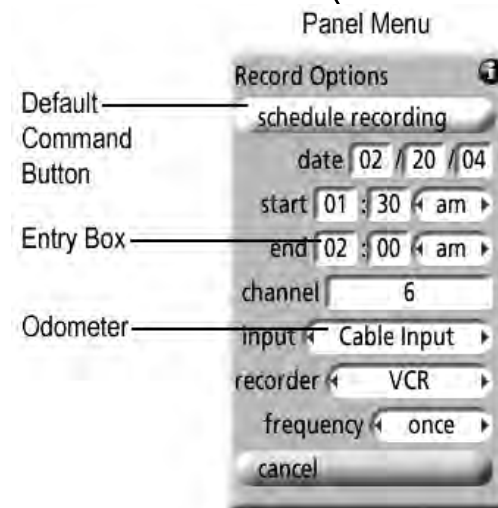 Panel Menu
Record Options i
Default
Command
Button
schedule recording
date 02 / 20 / 04
start 01 : 30 am
Entry Box
end 02 : 00 am
channel 6
Odometer
input Cable Input
recorder VCR
frequency once
cancel